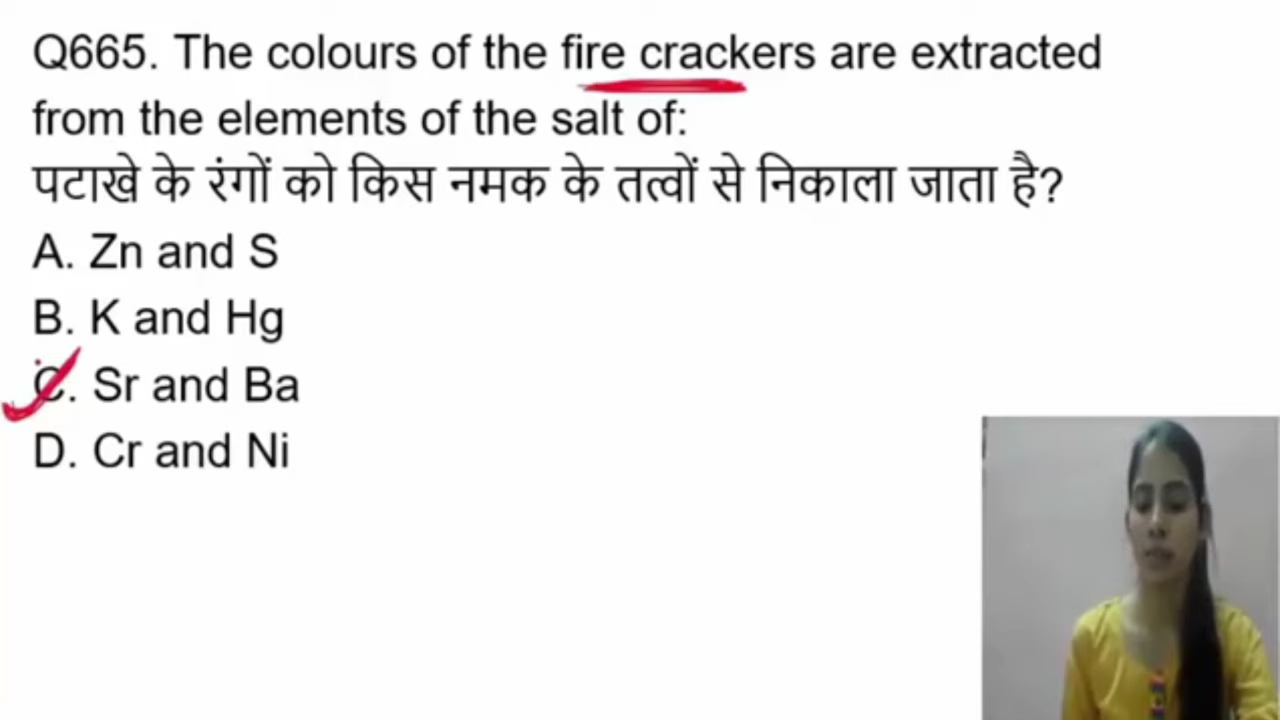 Q665. The colours of the fire crackers are extracted
from the elements of the salt of:
पटाखे के रंगों को किस नमक के तत्वों से निकाला जाता है?
A. Zn and S
B. K and Hg
C. Sr and Ba
D. Cr and Ni